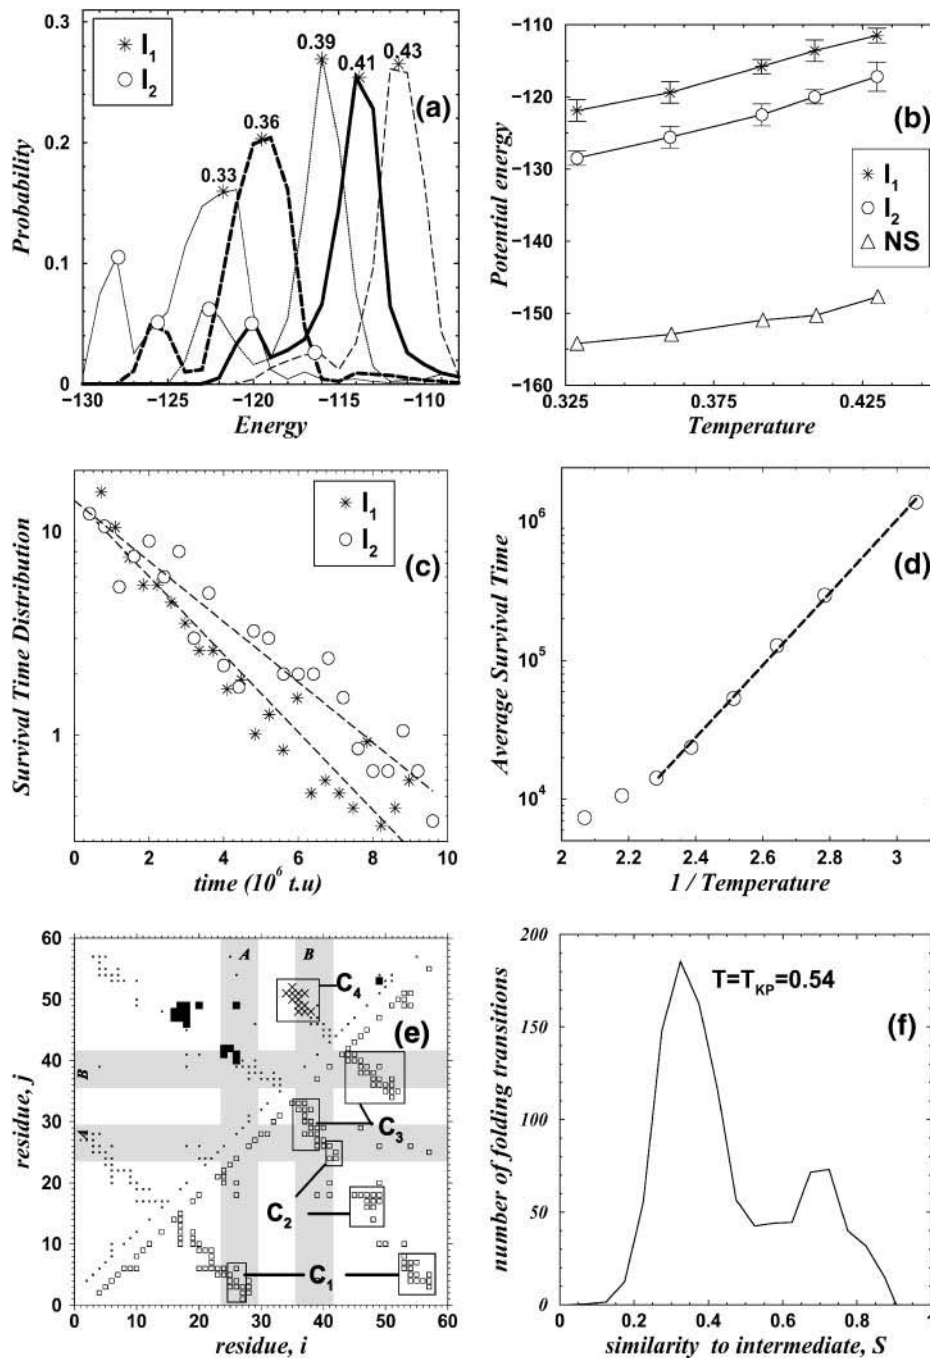 0.3
0.2
0.1
0
Probability
I1
I2
0.33
0.36
0.39
0.41
0.43
(a)
−130 −124 −120 −116 −114 −110
Energy
−110
−120
−130
−140
−150
−160
Potential energy
(b)
I1
I2
NS
0.325 0.375 0.425
Temperature
10
1
Survival Time Distribution
I1
I2
(c)
0 2 4 6 8 10
time (10^6 t.u)
10^6
10^5
10^4
Average Survival Time
(d)
2 2.2 2.4 2.6 2.8 3
1 / Temperature
60
50
40
30
20
10
0
residue, j
A B
B
A
C4
C3
C2
C1
(e)
0 10 20 30 40 50 60
residue, i
200
150
100
50
0
number of folding transitions
T=TKP=0.54
(f)
0 0.2 0.4 0.6 0.8 1
similarity to intermediate, S